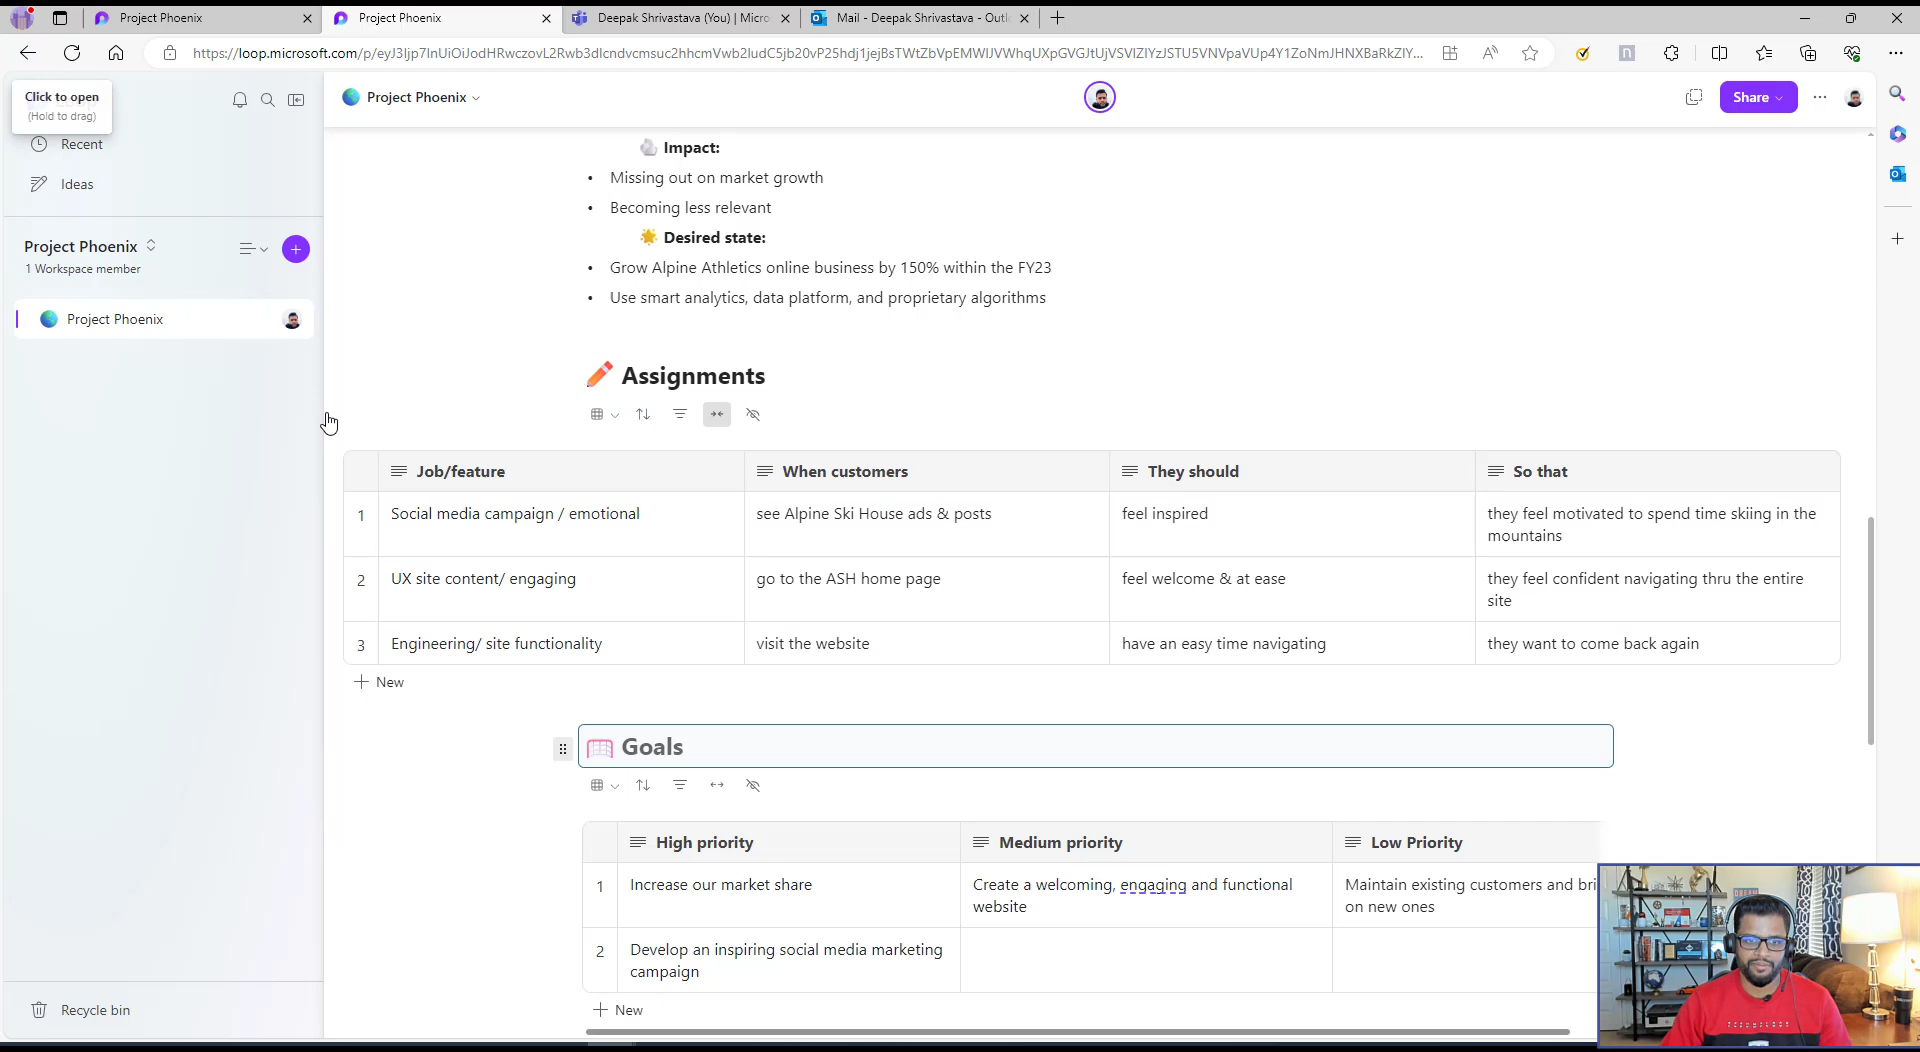 Project Phoenix
Project Phoenix
Deepak Shrivastava (You) | Micro
Mail - Deepak Shrivastava - Outl
Click to open
(Hold to drag)
Recent
Ideas
Project Phoenix
1 Workspace member
Project Phoenix
Recycle bin
Project Phoenix
Share
Impact:
• Missing out on market growth
• Becoming less relevant
Desired state:
• Grow Alpine Athletics online business by 150% within the FY23
• Use smart analytics, data platform, and proprietary algorithms
Assignments
Job/feature When customers They should So that
1 Social media campaign / emotional see Alpine Ski House ads & posts feel inspired they feel motivated to spend time skiing in the
mountains
2 UX site content/ engaging go to the ASH home page feel welcome & at ease they feel confident navigating thru the entire
site
3 Engineering/ site functionality visit the website have an easy time navigating they want to come back again
+ New
Goals
High priority Medium priority Low Priority
1 Increase our market share Create a welcoming, engaging and functional Maintain existing customers and bri
website on new ones
2 Develop an inspiring social media marketing
campaign
+ New